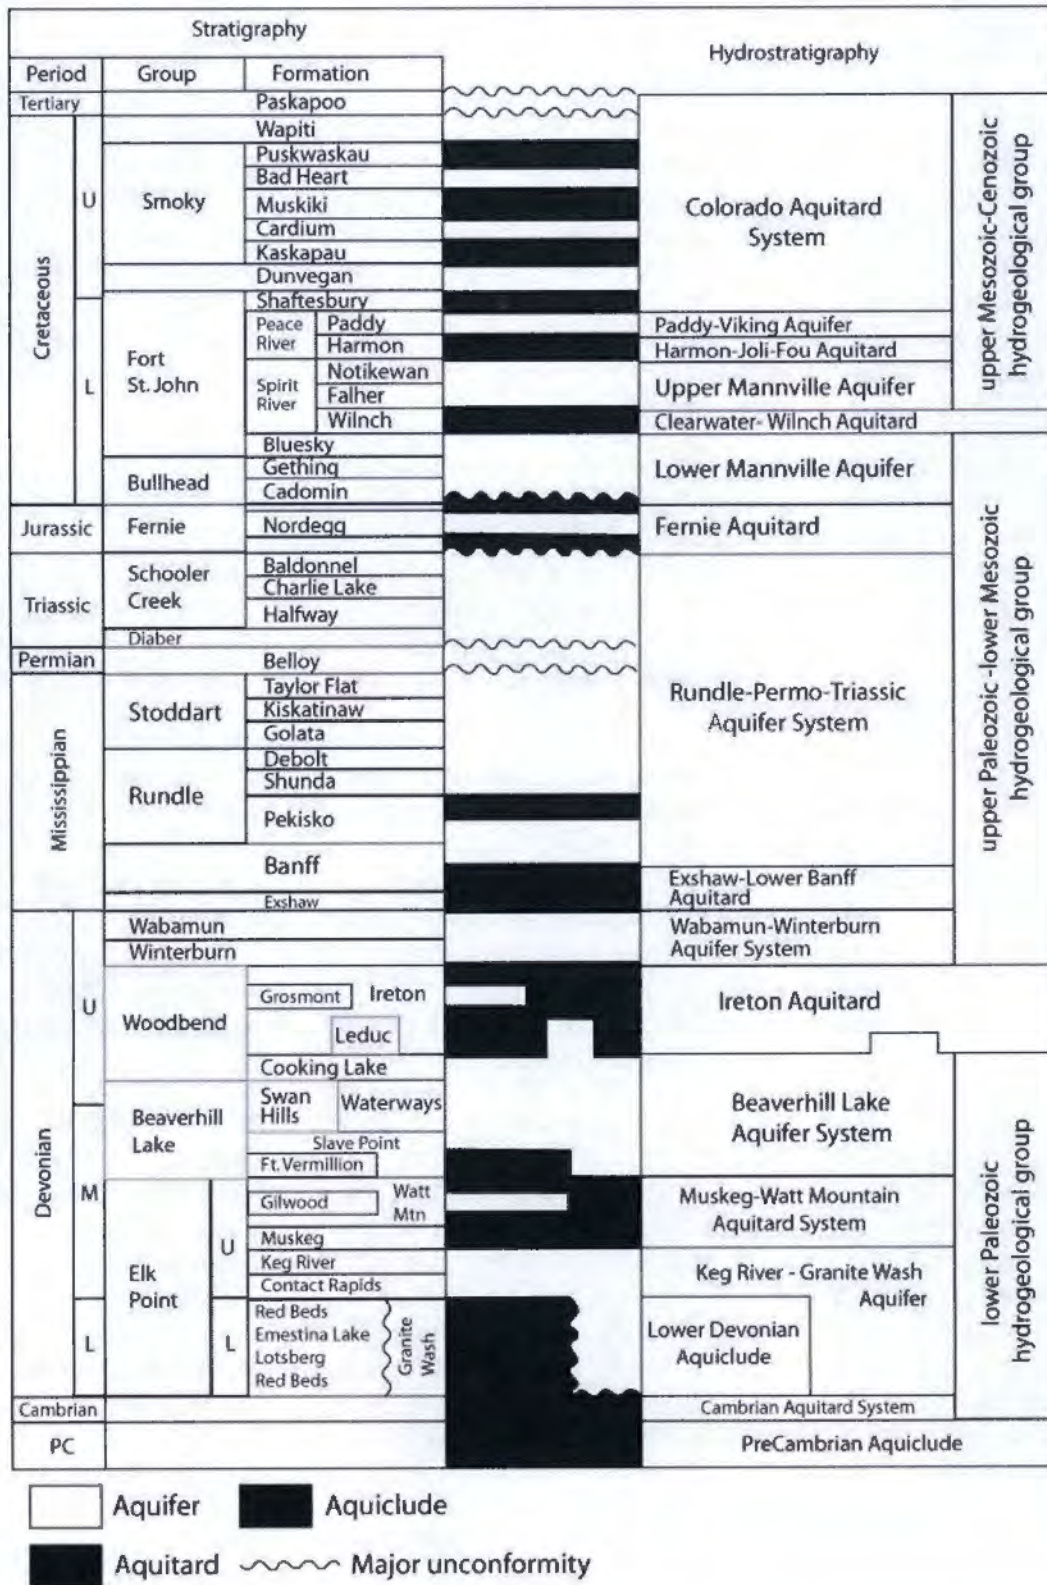 Stratigraphy
Hydrostratigraphy
Period Group Formation
Tertiary Paskapoo
Wapiti
Puskwaskau
Bad Heart
Smoky
U
Muskiki
Cardium
Kaskapau
Dunvegan
Colorado Aquitard
System
upper Mesozoic-Cenozoic
hydrogeological group
Cretaceous
Shaftesbury
Peace
River
Paddy
Paddy-Viking Aquifer
Harmon
Harmon-Joli-Fou Aquitard
Fort
St. John
L
Spirit
River
Notikewan
Falher
Upper Mannville Aquifer
Wilnch
Clearwater- Wilnch Aquitard
Bluesky
Gething
Bullhead
Cadomin
Lower Mannville Aquifer
Jurassic Fernie Nordegg
Fernie Aquitard
Triassic
Schooler
Creek
Baldonnel
Charlie Lake
Halfway
Diaber
Permian Belloy
Rundle-Permo-Triassic
Aquifer System
upper Paleozoic -lower Mesozoic
hydrogeological group
Mississippian
Stoddart
Taylor Flat
Kiskatinaw
Golata
Rundle
Debolt
Shunda
Pekisko
Banff
Exshaw
Exshaw-Lower Banff
Aquitard
Wabamun
Winterburn
Wabamun-Winterburn
Aquifer System
Devonian
U
Woodbend
Grosmont Ireton
Leduc
Cooking Lake
Ireton Aquitard
Beaverhill
Lake
Swan
Hills
Waterways
Slave Point
Ft. Vermillion
Beaverhill Lake
Aquifer System
M
Elk
Point
U
Gilwood
Watt
Mtn
Muskeg
Muskeg-Watt Mountain
Aquitard System
Keg River
Contact Rapids
Keg River - Granite Wash
Aquifer
L
L
Red Beds
Emestina Lake
Lotsberg
Red Beds
Granite
Wash
Lower Devonian
Aquiclude
lower Paleozoic
hydrogeological group
Cambrian
Cambrian Aquitard System
PC
PreCambrian Aquiclude
Aquifer
Aquiclude
Aquitard
Major unconformity